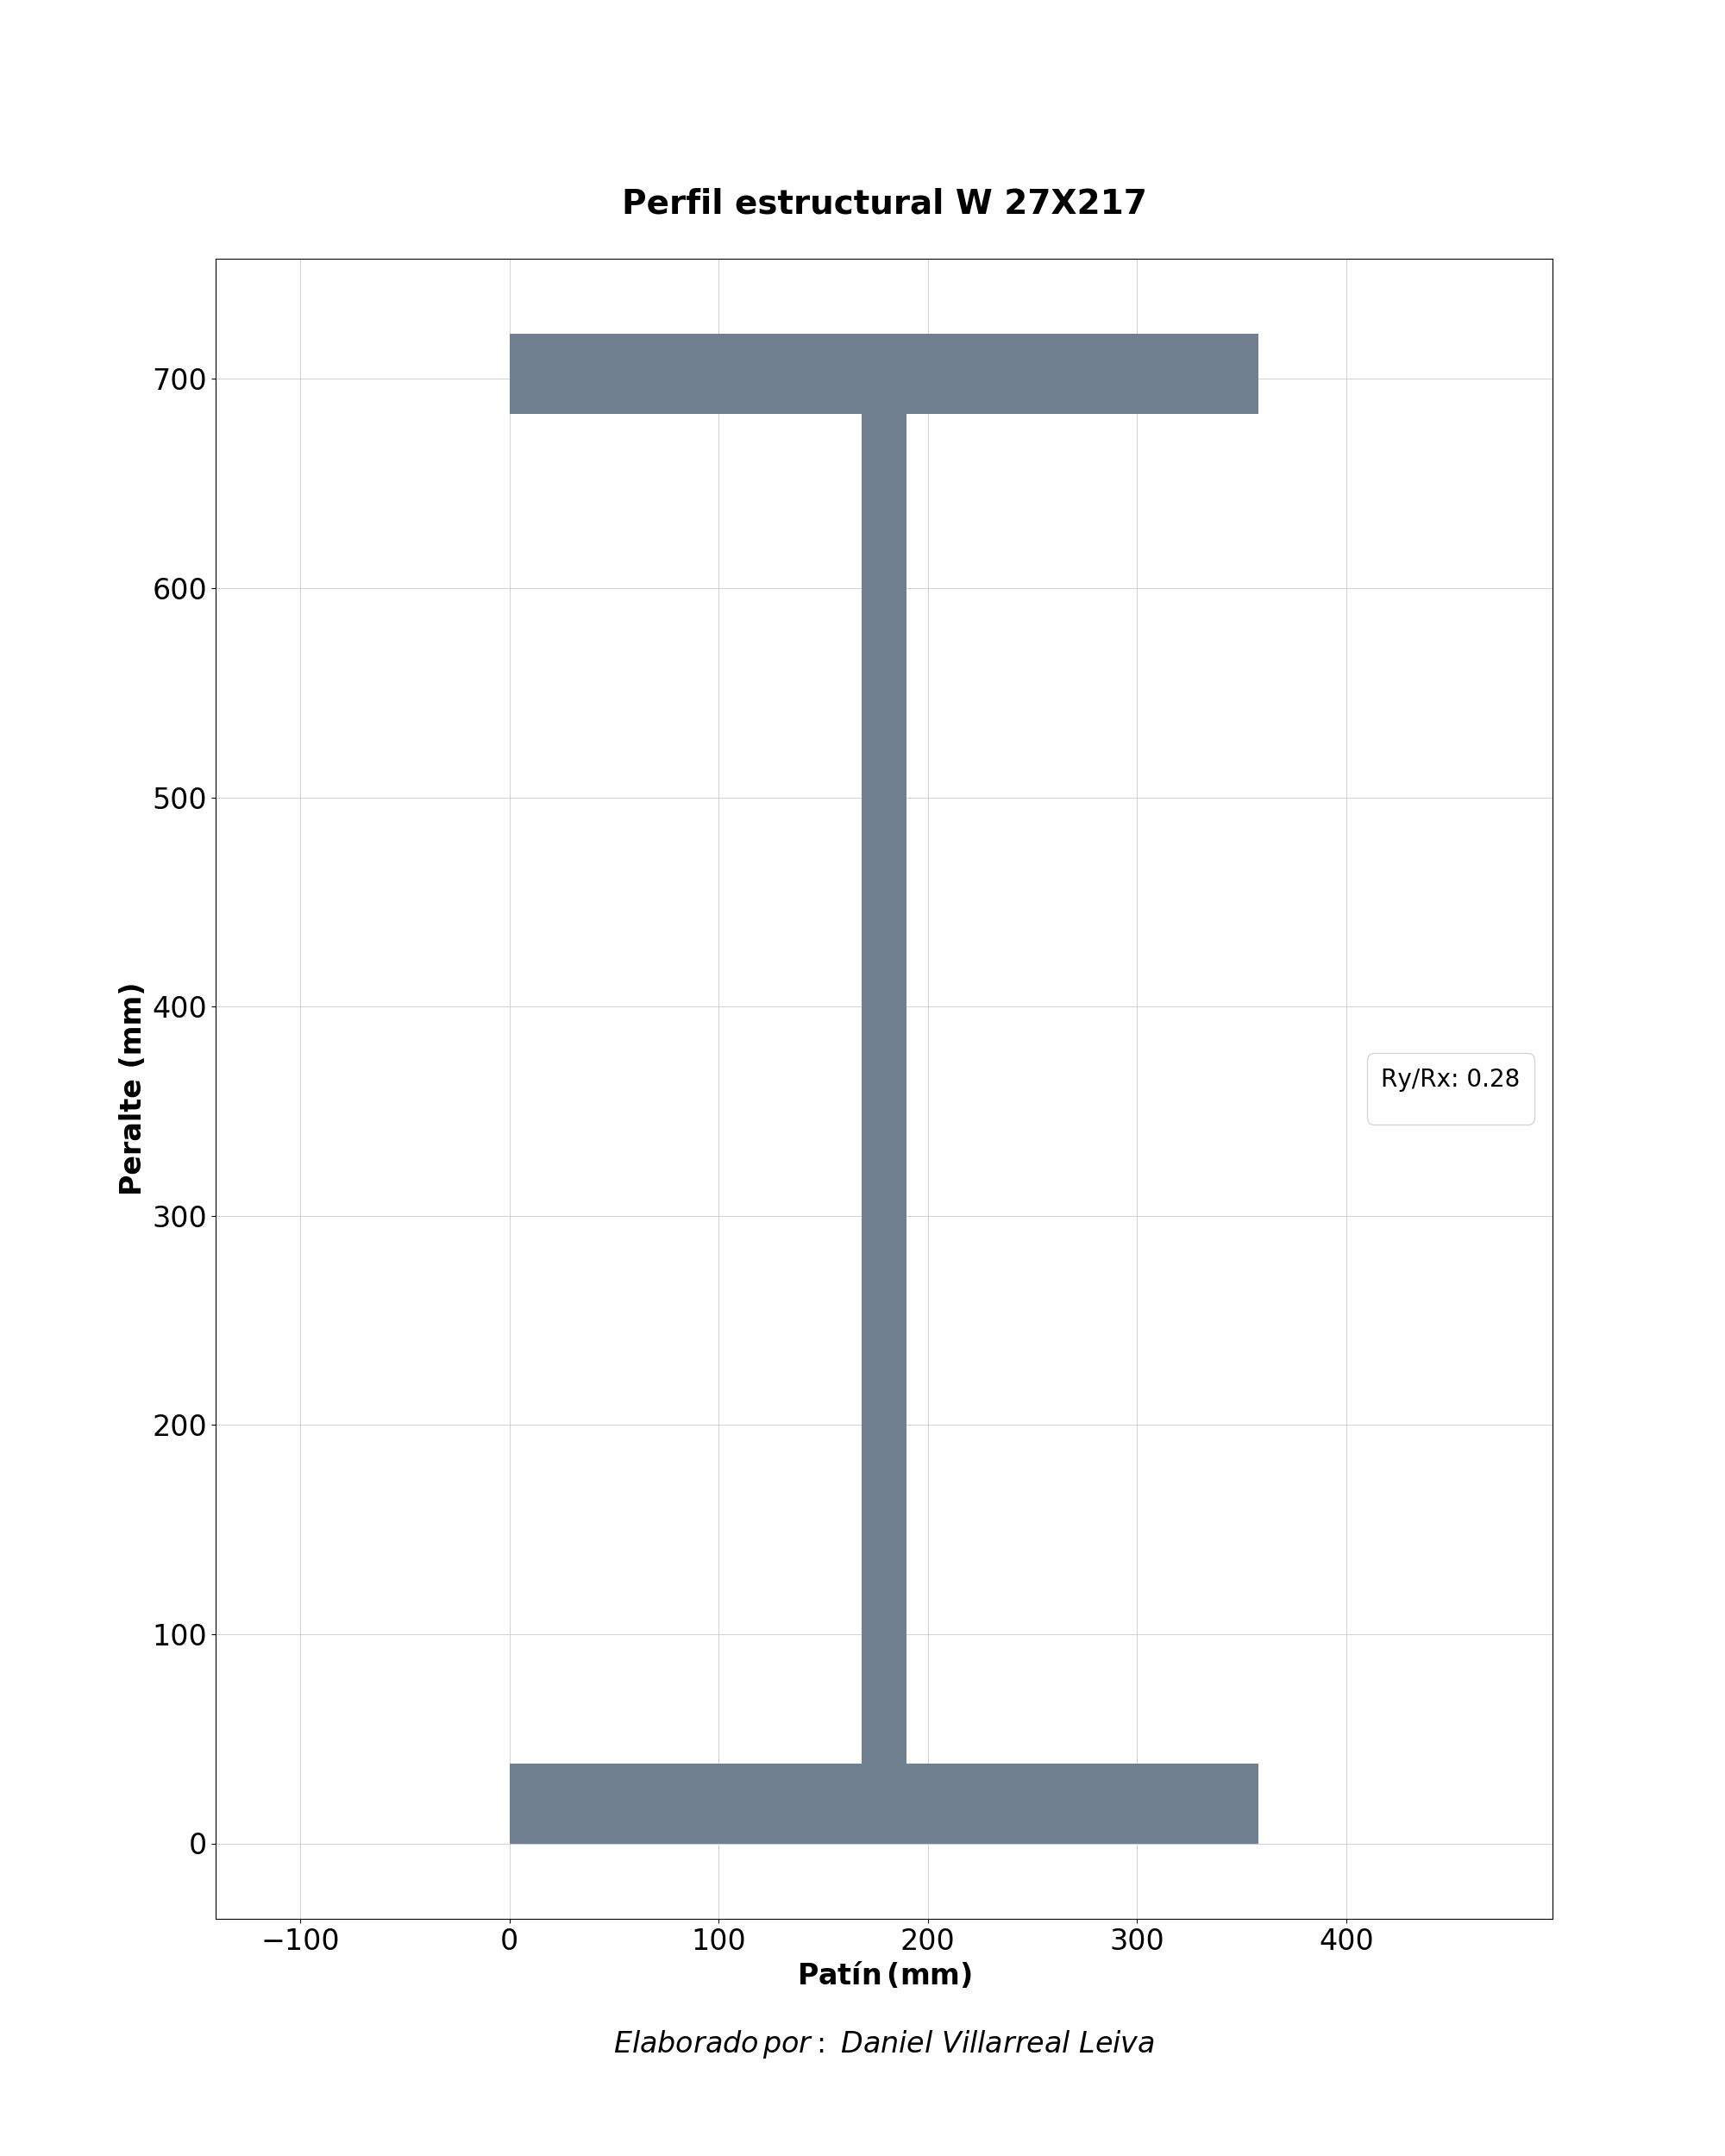 Perfil estructural W 27X217
Peralte (mm)
700
600
500
400
300
200
100
0
Ry/Rx: 0.28
−100 0 100 200 300 400
Patín (mm)
Elaborado por: Daniel Villarreal Leiva